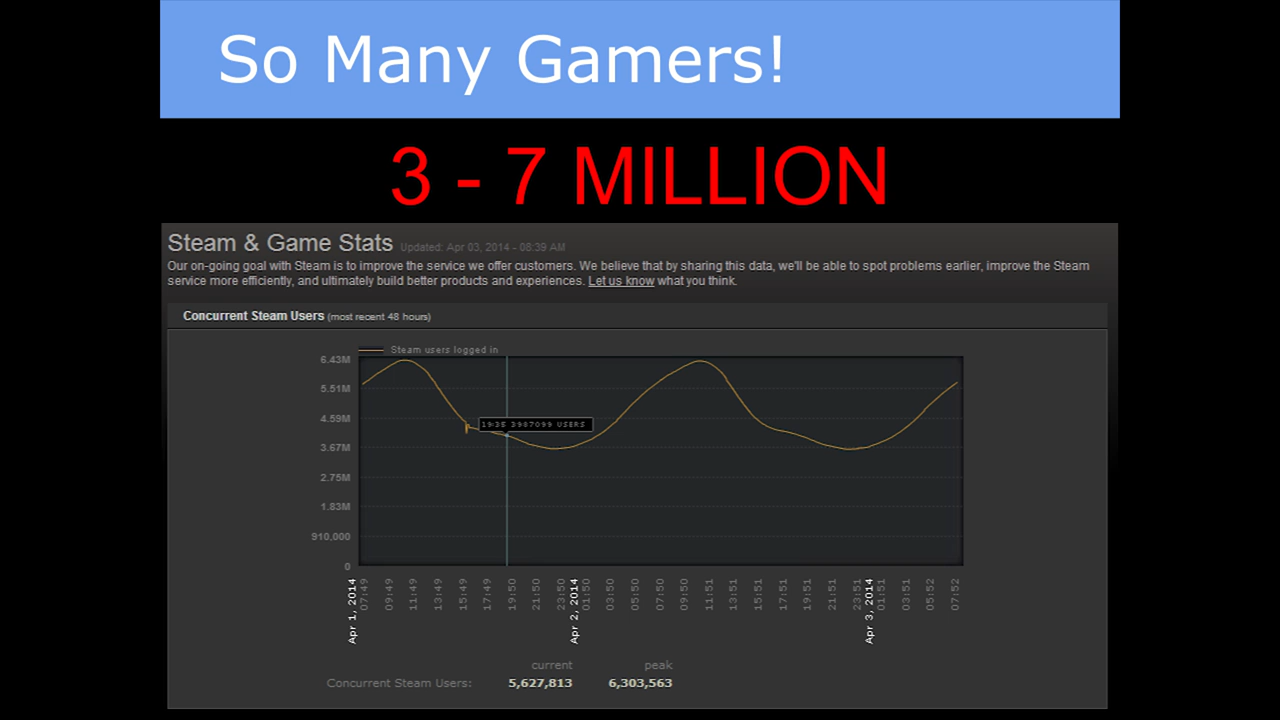 So Many Gamers!
3 - 7 MILLION
Steam & Game Stats Updated: Apr 03, 2014 - 08:39 AM
Our on-going goal with Steam is to improve the service we offer customers. We believe that by sharing this data, we'll be able to spot problems earlier, improve the Steam
service more efficiently, and ultimately build better products and experiences. Let us know what you think.
Concurrent Steam Users (most recent 48 hours)
Steam users logged in
6.43M
5.51M
4.59M
19:35 3987099 USERS
3.67M
2.75M
1.83M
910,000
0
Apr 1, 2014 07:49 09:49 11:49 13:49 15:49 17:49 19:50 21:50 23:50 Apr 2, 2014 01:50 03:50 05:50 07:50 09:50 11:51 13:51 15:51 17:51 19:51 21:51 23:51 Apr 3, 2014 01:51 03:51 05:52 07:52
current peak
Concurrent Steam Users: 5,627,813 6,303,563